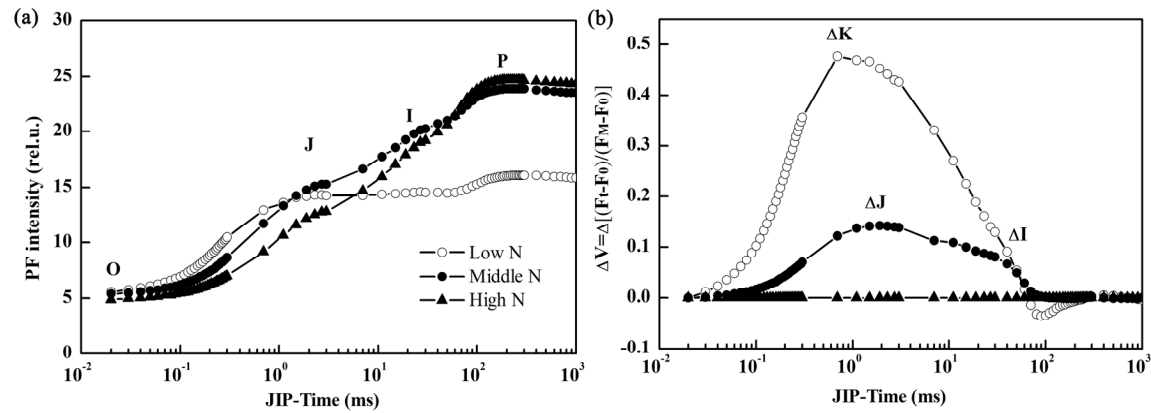 (a)
30
25
20
15
10
5
0
PF intensity (rel.u.)
O
J
I
P
Low N
Middle N
High N
10-2
10-1
100
101
102
103
JIP-Time (ms)
(b)
0.5
0.4
0.3
0.2
0.1
0.0
-0.1
ΔV=Δ[(Ft-F0)/(FM-F0)]
ΔK
ΔJ
ΔI
10-2
10-1
100
101
102
103
JIP-Time (ms)